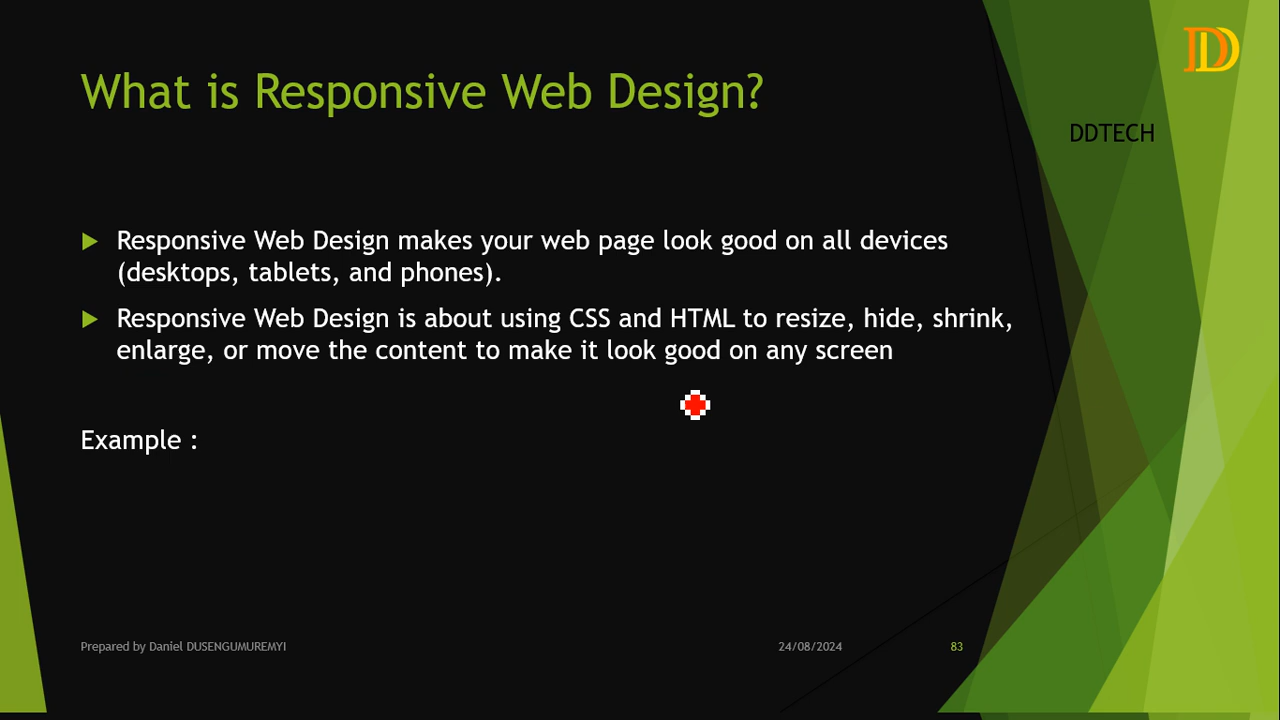 DD
What is Responsive Web Design?
DDTECH
Responsive Web Design makes your web page look good on all devices
(desktops, tablets, and phones).
Responsive Web Design is about using CSS and HTML to resize, hide, shrink,
enlarge, or move the content to make it look good on any screen
Example :
Prepared by Daniel DUSENGUMUREMYI
24/08/2024
83